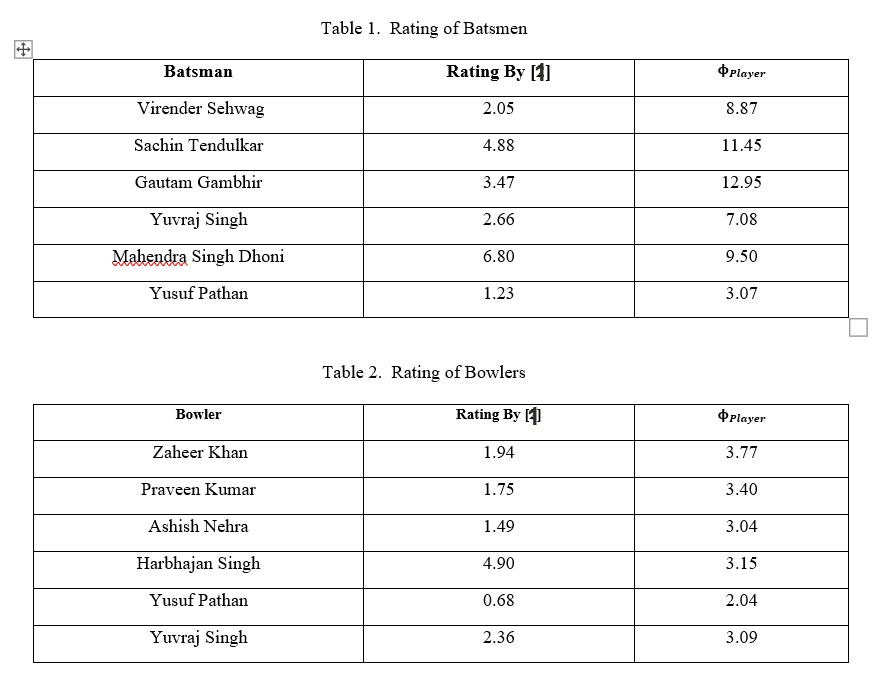 Table 1. Rating of Batsmen
Batsman Rating By [1] ΦPlayer
Virender Sehwag 2.05 8.87
Sachin Tendulkar 4.88 11.45
Gautam Gambhir 3.47 12.95
Yuvraj Singh 2.66 7.08
Mahendra Singh Dhoni 6.80 9.50
Yusuf Pathan 1.23 3.07
Table 2. Rating of Bowlers
Bowler Rating By [1] ΦPlayer
Zaheer Khan 1.94 3.77
Praveen Kumar 1.75 3.40
Ashish Nehra 1.49 3.04
Harbhajan Singh 4.90 3.15
Yusuf Pathan 0.68 2.04
Yuvraj Singh 2.36 3.09